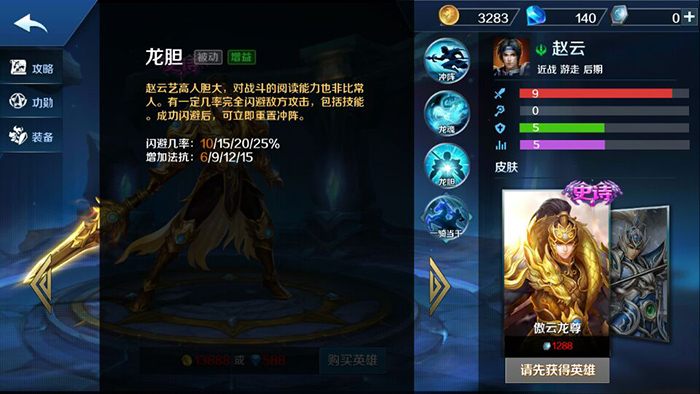 3283
140
0
攻略
功勋
装备
龙胆 被动 增益
赵云艺高人胆大，对战斗的阅读能力也非比常
人。有一定几率完全闪避敌方攻击，包括技能。
成功闪避后，可立即重置冲阵。
闪避几率：10/15/20/25%
增加法抗：6/9/12/15
冲阵
龙魂
龙胆
一骑当千
赵云
近战 游走 后期
9
0
5
5
皮肤
史诗
傲云龙尊
1288
请先获得英雄
13888 或 588 购买英雄